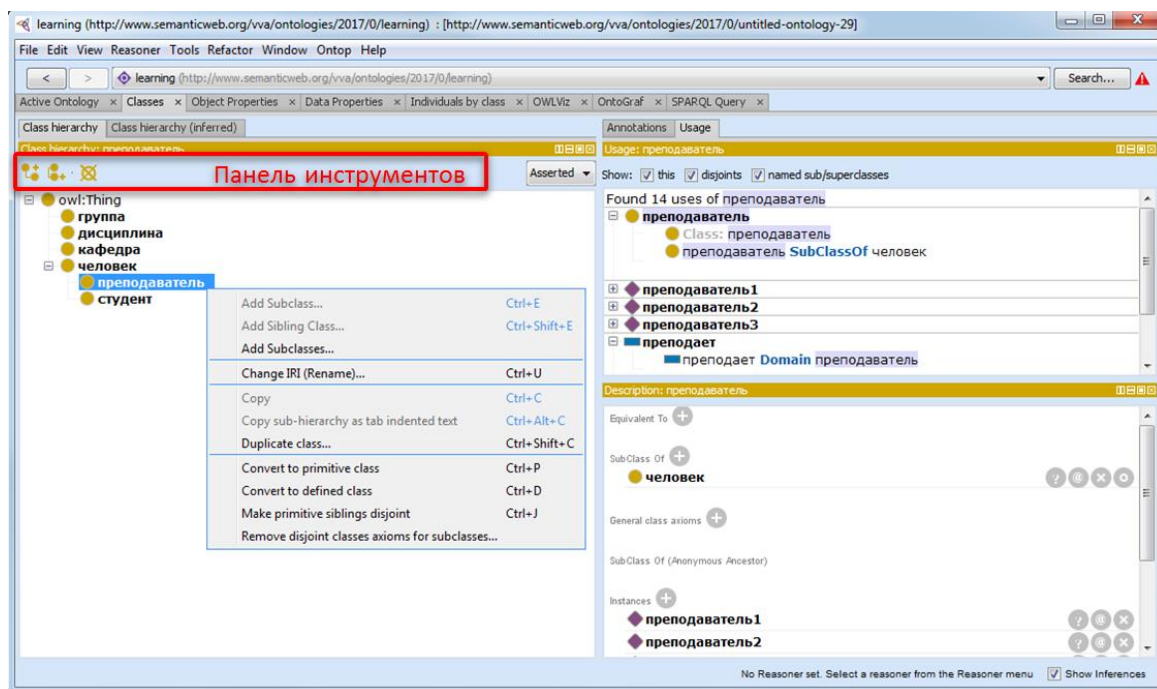 learning (http://www.semanticweb.org/vva/ontologies/2017/0/learning) : [http://www.semanticweb.org/vva/ontologies/2017/0/untitled-ontology-29]
File Edit View Reasoner Tools Refactor Window Ontop Help
< > learning (http://www.semanticweb.org/vva/ontologies/2017/0/learning) Search...
Active Ontology × Classes × Object Properties × Data Properties × Individuals by class × OWLViz × OntoGraf × SPARQL Query ×
Class hierarchy Class hierarchy (inferred)
Class hierarchy: преподаватель
Панель инструментов
Asserted
owl:Thing
группа
дисциплина
кафедра
человек
преподаватель
студент
Add Subclass... Ctrl+E
Add Sibling Class... Ctrl+Shift+E
Add Subclasses...
Change IRI (Rename)... Ctrl+U
Copy Ctrl+C
Copy sub-hierarchy as tab indented text Ctrl+Alt+C
Duplicate class... Ctrl+Shift+C
Convert to primitive class Ctrl+P
Convert to defined class Ctrl+D
Make primitive siblings disjoint Ctrl+J
Remove disjoint classes axioms for subclasses...
Annotations Usage
Usage: преподаватель
Show: this disjoints named sub/superclasses
Found 14 uses of преподаватель
преподаватель
Class: преподаватель
преподаватель SubClassOf человек
преподаватель1
преподаватель2
преподаватель3
преподает
преподает Domain преподаватель
Description: преподаватель
Equivalent To
SubClass Of
человек
General class axioms
SubClass Of (Anonymous Ancestor)
Instances
преподаватель1
преподаватель2
No Reasoner set. Select a reasoner from the Reasoner menu Show Inferences